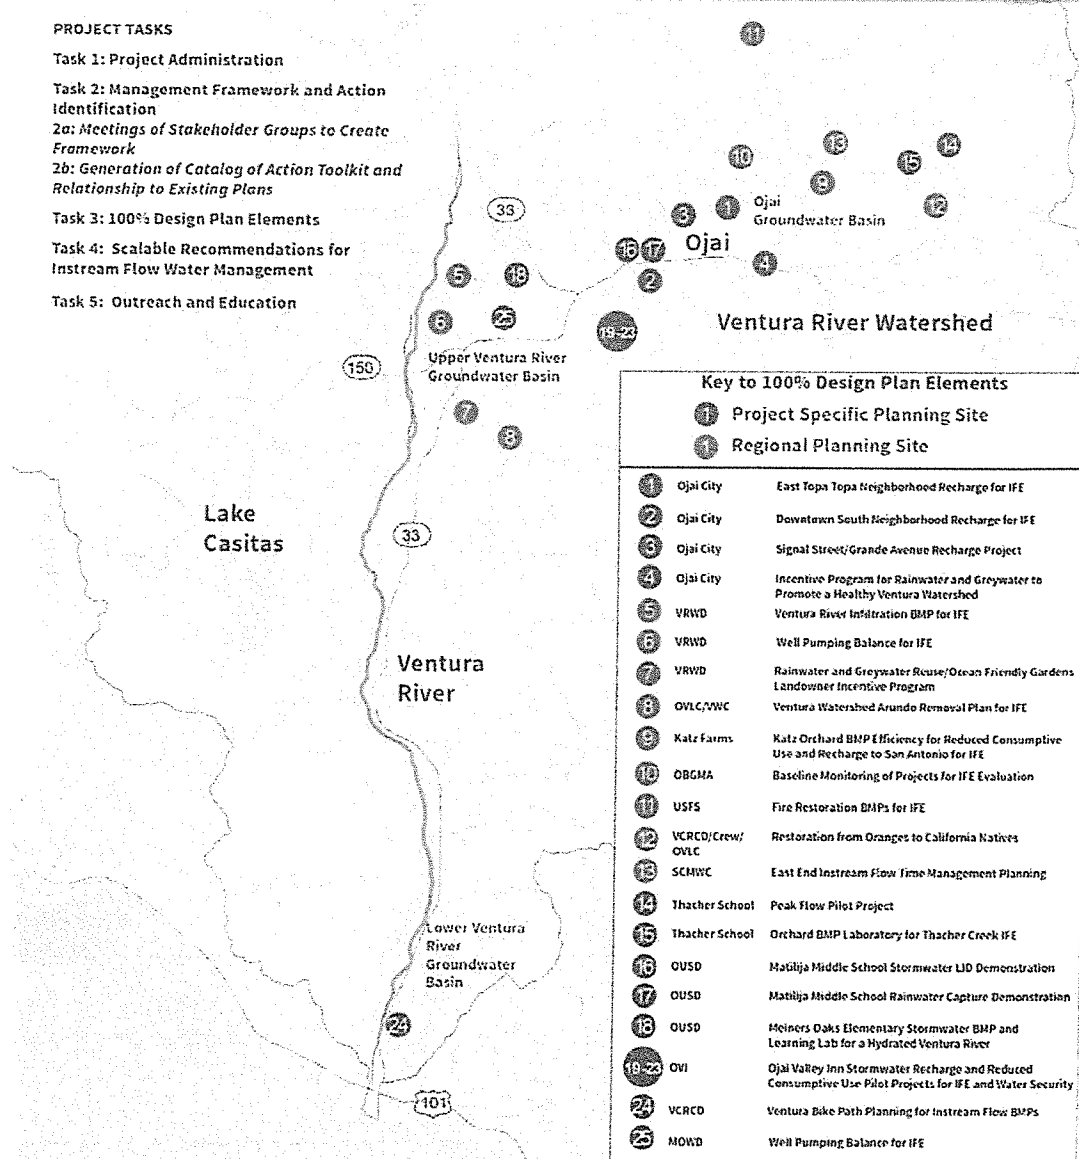 PROJECT TASKS
Task 1: Project Administration
Task 2: Management Framework and Action
Identification
2a: Meetings of Stakeholder Groups to Create
Framework
2b: Generation of Catalog of Action Toolkit and
Relationship to Existing Plans
Task 3: 100% Design Plan Elements
Task 4: Scalable Recommendations for
Instream Flow Water Management
Task 5: Outreach and Education
11
13
14
10
15
9
12
33
3
1
Ojai
Groundwater Basin
16
17
Ojai
4
5
18
2
6
25
19-23
Ventura River Watershed
150
Upper Ventura River
Groundwater Basin
7
8
Lake
Casitas
33
Ventura
River
Lower Ventura
River
Groundwater
Basin
24
101
Key to 100% Design Plan Elements
1 Project Specific Planning Site
1 Regional Planning Site
1 Ojai City East Topa Topa Neighborhood Recharge for IFE
2 Ojai City Downtown South Neighborhood Recharge for IFE
3 Ojai City Signal Street/Grande Avenue Recharge Project
4 Ojai City Incentive Program for Rainwater and Greywater to
Promote a Healthy Ventura Watershed
5 VRWD Ventura River Infiltration BMP for IFE
6 VRWD Well Pumping Balance for IFE
7 VRWD Rainwater and Greywater Reuse/Ocean Friendly Gardens
Landowner Incentive Program
8 OVLC/VWC Ventura Watershed Arundo Removal Plan for IFE
9 Katz Farms Katz Orchard BMP Efficiency for Reduced Consumptive
Use and Recharge to San Antonio for IFE
10 OBGMA Baseline Monitoring of Projects for IFE Evaluation
11 USFS Fire Restoration BMPs for IFE
12 VCRCD/Crew/ Restoration from Oranges to California Natives
OVLC
13 SCMWC East End Instream Flow Time Management Planning
14 Thacher School Peak Flow Pilot Project
15 Thacher School Orchard BMP Laboratory for Thacher Creek IFE
16 OUSD Matilija Middle School Stormwater LID Demonstration
17 OUSD Matilija Middle School Rainwater Capture Demonstration
18 OUSD Meiners Oaks Elementary Stormwater BMP and
Learning Lab for a Hydrated Ventura River
19-23 OVI Ojai Valley Inn Stormwater Recharge and Reduced
Consumptive Use Pilot Projects for IFE and Water Security
24 VCRCD Ventura Bike Path Planning for Instream Flow BMPs
25 MOWD Well Pumping Balance for IFE